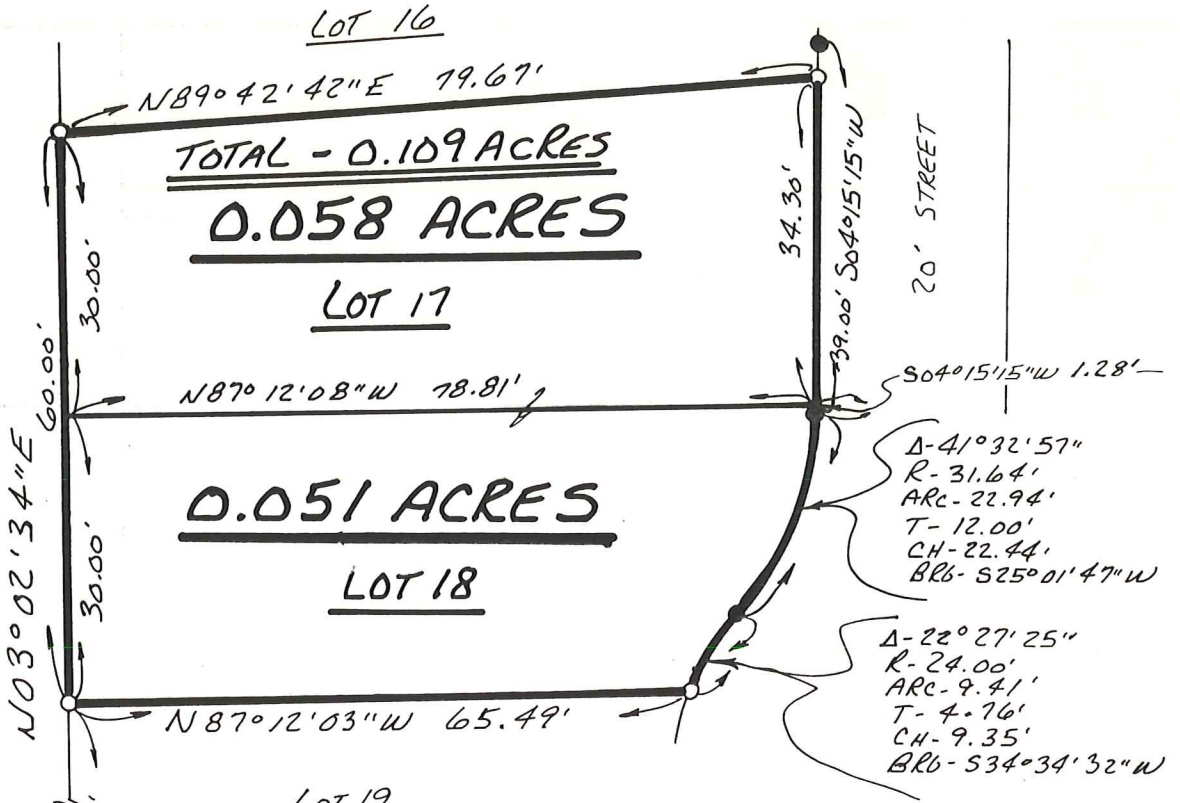 LOT 16
N89°42'42"E 79.67'
TOTAL - 0.109 ACRES
0.058 ACRES
LOT 17
30.00'
34.30'
39.00' S04°15'15"W
20' STREET
60.00'
N03°02'34"E
N87°12'08"W 78.81'
S04°15'15"W 1.28'
Δ-41°32'57"
R-31.64'
ARC-22.94'
T-12.00'
CH-22.44'
BRG-S25°01'47"W
0.051 ACRES
LOT 18
30.00'
Δ-22°27'25"
R-24.00'
ARC-9.41'
T-4.76'
CH-9.35'
BRG-S34°34'32"W
N87°12'03"W 65.49'
LOT 19